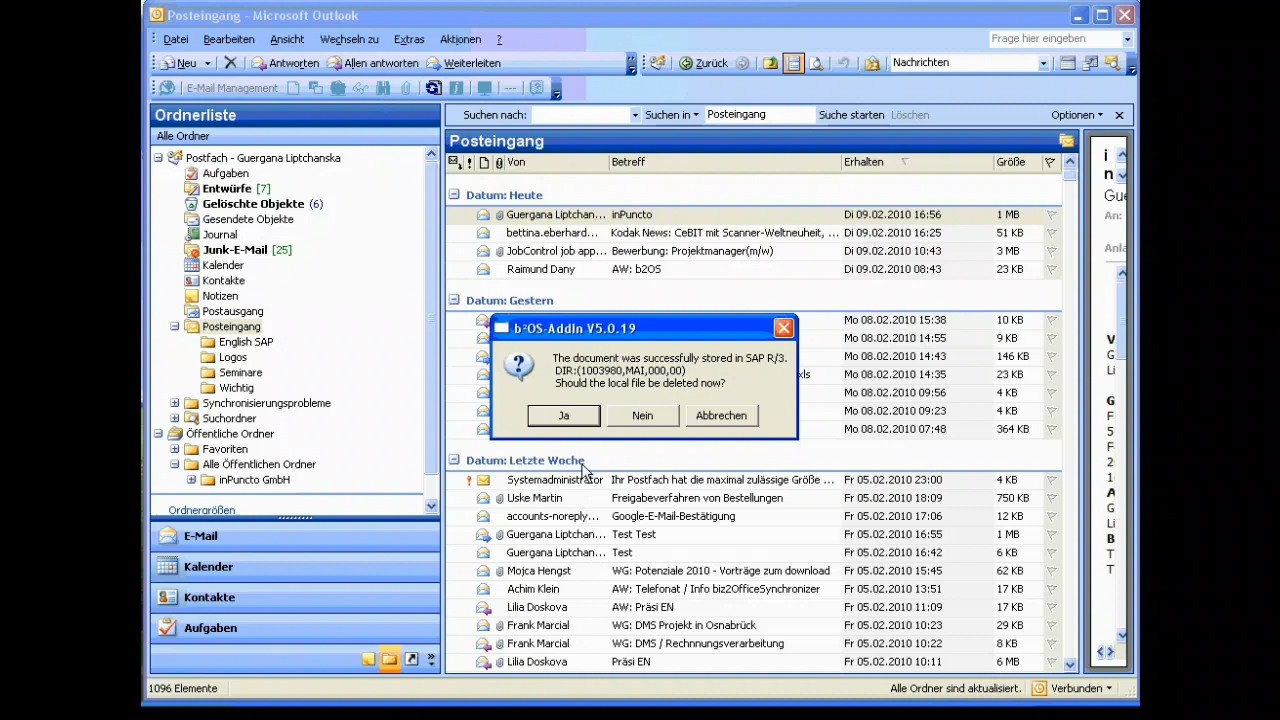 Posteingang - Microsoft Outlook
Datei Bearbeiten Ansicht Wechseln zu Extras Aktionen ? Frage hier eingeben
Neu Antworten Allen antworten Weiterleiten Zurück Nachrichten
E-Mail Management
Ordnerliste
Alle Ordner
Postfach - Guergana Liptchanska
Aufgaben
Entwürfe [7]
Gelöschte Objekte (6)
Gesendete Objekte
Journal
Junk-E-Mail [25]
Kalender
Kontakte
Notizen
Postausgang
Posteingang
English SAP
Logos
Seminare
Wichtig
Synchronisierungsprobleme
Suchordner
Öffentliche Ordner
Favoriten
Alle Öffentlichen Ordner
inPuncto GmbH
Ordnergrößen
E-Mail
Kalender
Kontakte
Aufgaben
Suchen nach: Suchen in Posteingang Suche starten Löschen Optionen
Posteingang
Von Betreff Erhalten Größe
Datum: Heute
Guergana Liptchan... inPuncto Di 09.02.2010 16:56 1 MB
bettina.eberhard... Kodak News: CeBIT mit Scanner-Weltneuheit, ... Di 09.02.2010 16:25 51 KB
JobControl job app... Bewerbung: Projektmanager(m/w) Di 09.02.2010 10:43 3 MB
Raimund Dany AW: b2OS Di 09.02.2010 08:43 23 KB
Datum: Gestern
Mo 08.02.2010 15:38 10 KB
Mo 08.02.2010 14:55 9 KB
Mo 08.02.2010 14:43 146 KB
xls Mo 08.02.2010 14:35 23 KB
Mo 08.02.2010 09:56 4 KB
Mo 08.02.2010 09:23 4 KB
Mo 08.02.2010 07:48 364 KB
b²OS-AddIn V5.0.19
The document was successfully stored in SAP R/3.
DIR:(1003980,MAI,000,00)
Should the local file be deleted now?
Ja Nein Abbrechen
Datum: Letzte Woche
Systemadministrator Ihr Postfach hat die maximal zulässige Größe ... Fr 05.02.2010 23:00 4 KB
Uske Martin Freigabeverfahren von Bestellungen Fr 05.02.2010 18:09 750 KB
accounts-noreply... Google-E-Mail-Bestätigung Fr 05.02.2010 17:06 12 KB
Guergana Liptchan... Test Test Fr 05.02.2010 16:55 1 MB
Guergana Liptchan... Test Fr 05.02.2010 16:42 6 KB
Mojca Hengst WG: Potenziale 2010 - Vorträge zum download Fr 05.02.2010 15:45 62 KB
Achim Klein AW: Telefonat / Info biz2OfficeSynchronizer Fr 05.02.2010 13:51 17 KB
Lilia Doskova AW: Präsi EN Fr 05.02.2010 11:09 17 KB
Frank Marcial WG: DMS Projekt in Osnabrück Fr 05.02.2010 10:23 29 KB
Frank Marcial WG: DMS / Rechnnungsverarbeitung Fr 05.02.2010 10:22 8 KB
Lilia Doskova Präsi EN Fr 05.02.2010 10:11 6 MB
i
n
Gue
An:
Anla
V
G
Li
G
F
5
F
2
1
A
G
Li
B
T
T
1096 Elemente Alle Ordner sind aktualisiert. Verbunden